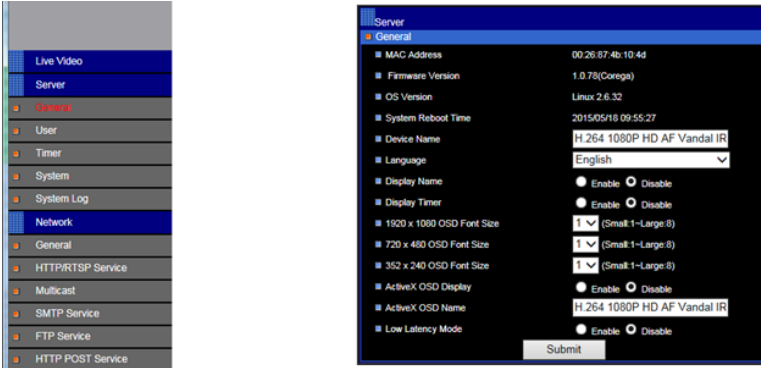 Live Video
Server
General
User
Timer
System
System Log
Network
General
HTTP/RTSP Service
Multicast
SMTP Service
FTP Service
HTTP POST Service
Server
General
MAC Address 00:26:87:4b:10:4d
Firmware Version 1.0.78(Corega)
OS Version Linux 2.6.32
System Reboot Time 2015/05/18 09:55:27
Device Name H.264 1080P HD AF Vandal IR
Language English
Display Name Enable Disable
Display Timer Enable Disable
1920 x 1080 OSD Font Size 1 (Small:1~Large:8)
720 x 480 OSD Font Size 1 (Small:1~Large:8)
352 x 240 OSD Font Size 1 (Small:1~Large:8)
ActiveX OSD Display Enable Disable
ActiveX OSD Name H.264 1080P HD AF Vandal IR
Low Latency Mode Enable Disable
Submit